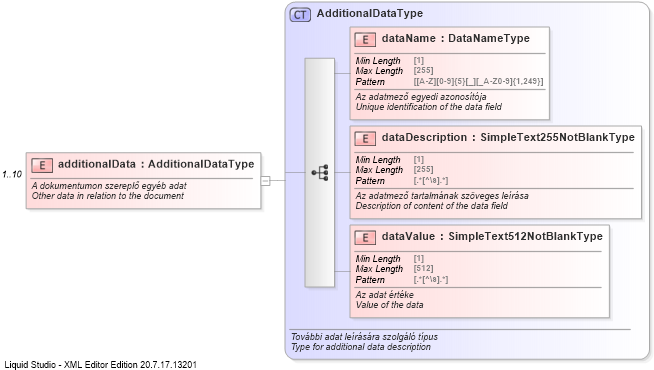 CT AdditionalDataType
E dataName : DataNameType
Min Length [1]
Max Length [255]
Pattern [[A-Z][0-9]{5}[_][_A-Z0-9]{1,249}]
Az adatmező egyedi azonosítója
Unique identification of the data field
E dataDescription : SimpleText255NotBlankType
Min Length [1]
Max Length [255]
Pattern [.*[^\s].*]
Az adatmező tartalmának szöveges leírása
Description of content of the data field
1..10
E additionalData : AdditionalDataType
A dokumentumon szereplő egyéb adat
Other data in relation to the document
E dataValue : SimpleText512NotBlankType
Min Length [1]
Max Length [512]
Pattern [.*[^\s].*]
Az adat értéke
Value of the data
További adat leírására szolgáló típus
Type for additional data description
Liquid Studio - XML Editor Edition 20.7.17.13201